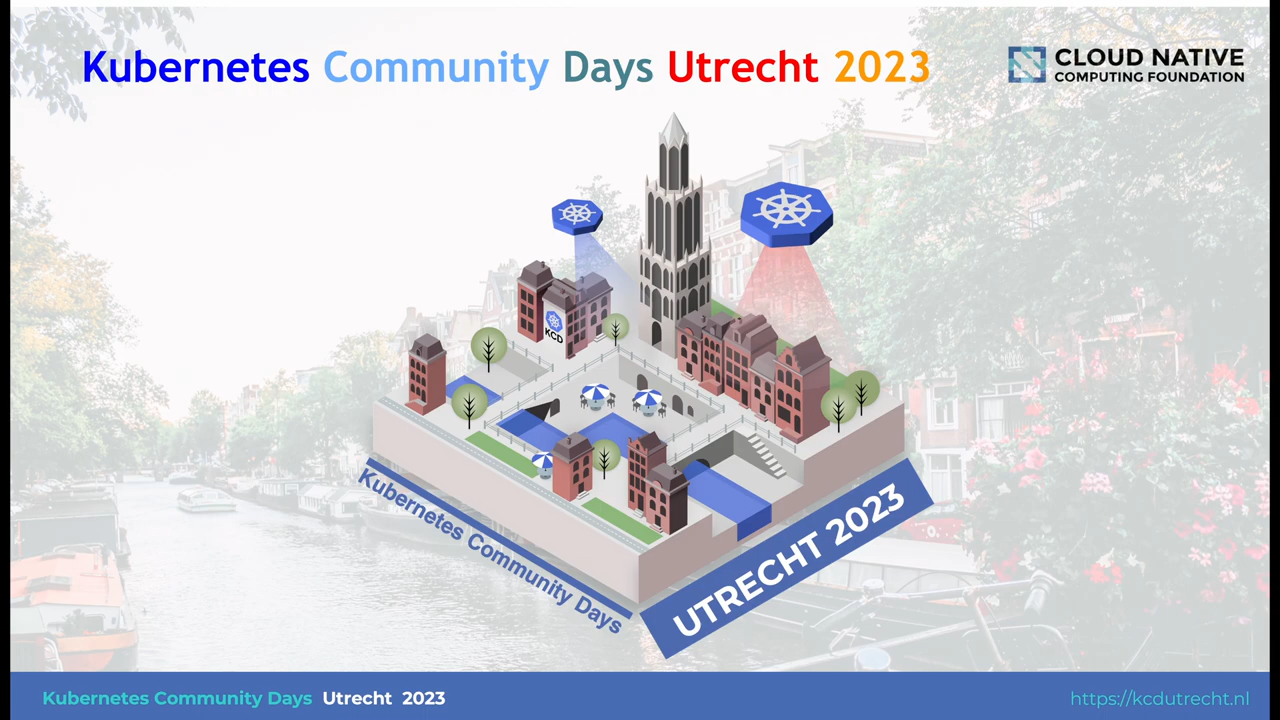 Kubernetes Community Days Utrecht 2023
CLOUD NATIVE
COMPUTING FOUNDATION
KCD
Kubernetes Community Days
UTRECHT 2023
Kubernetes Community Days Utrecht 2023
https://kcdutrecht.nl